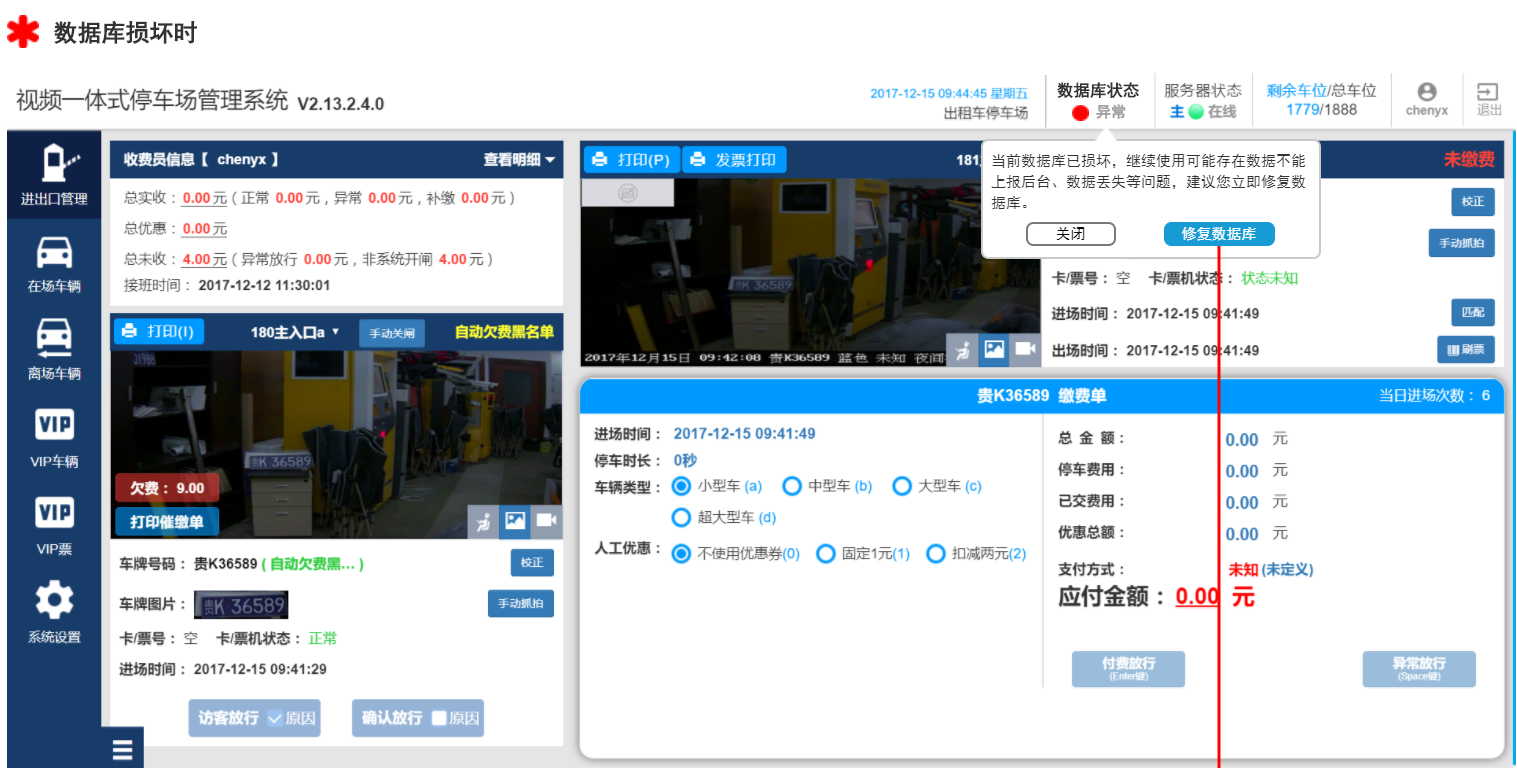 数据库损坏时
视频一体式停车场管理系统 V2.13.2.4.0
2017-12-15 09:44:45 星期五
出租车停车场
数据库状态
异常
服务器状态
主 在线
剩余车位/总车位
1779/1888
chenyx
退出
进出口管理
在场车辆
离场车辆
VIP
VIP车辆
VIP
VIP票
系统设置
收费员信息【 chenyx 】
查看明细
总实收： 0.00元 ( 正常 0.00元 , 异常 0.00元 , 补缴 0.00元 )
总优惠： 0.00元
总未收： 4.00元 ( 异常放行 0.00元 , 非系统开闸 4.00元 )
接班时间： 2017-12-12 11:30:01
打印(I)
180主入口a
手动关闸
自动欠费黑名单
J1988
贵K 36589
欠费： 9.00
打印催缴单
车牌号码： 贵K36589 ( 自动欠费黑... )
校正
车牌图片：
贵K 36589
手动抓拍
卡/票号： 空 卡/票机状态： 正常
进场时间： 2017-12-15 09:41:29
访客放行 原因
确认放行 原因
打印(P)
发票打印
181
未缴费
当前数据库已损坏，继续使用可能存在数据不能
上报后台、数据丢失等问题，建议您立即修复数
据库。
关闭
修复数据库
校正
手动抓拍
贵K 36589
2017年12月15日 09:42:08 贵K36589 蓝色 未知 夜间
卡/票号： 空 卡/票机状态： 状态未知
进场时间： 2017-12-15 09:41:49
匹配
出场时间： 2017-12-15 09:41:49
刷票
贵K36589 缴费单
当日进场次数： 6
进场时间： 2017-12-15 09:41:49
停车时长： 0秒
车辆类型： 小型车 (a) 中型车 (b) 大型车 (c)
超大型车 (d)
人工优惠： 不使用优惠券(0) 固定1元(1) 扣减两元(2)
总 金 额： 0.00 元
停车费用： 0.00 元
已交费用： 0.00 元
优惠总额： 0.00 元
支付方式： 未知 (未定义)
应付金额： 0.00 元
付费放行
(Enter键)
异常放行
(Space键)